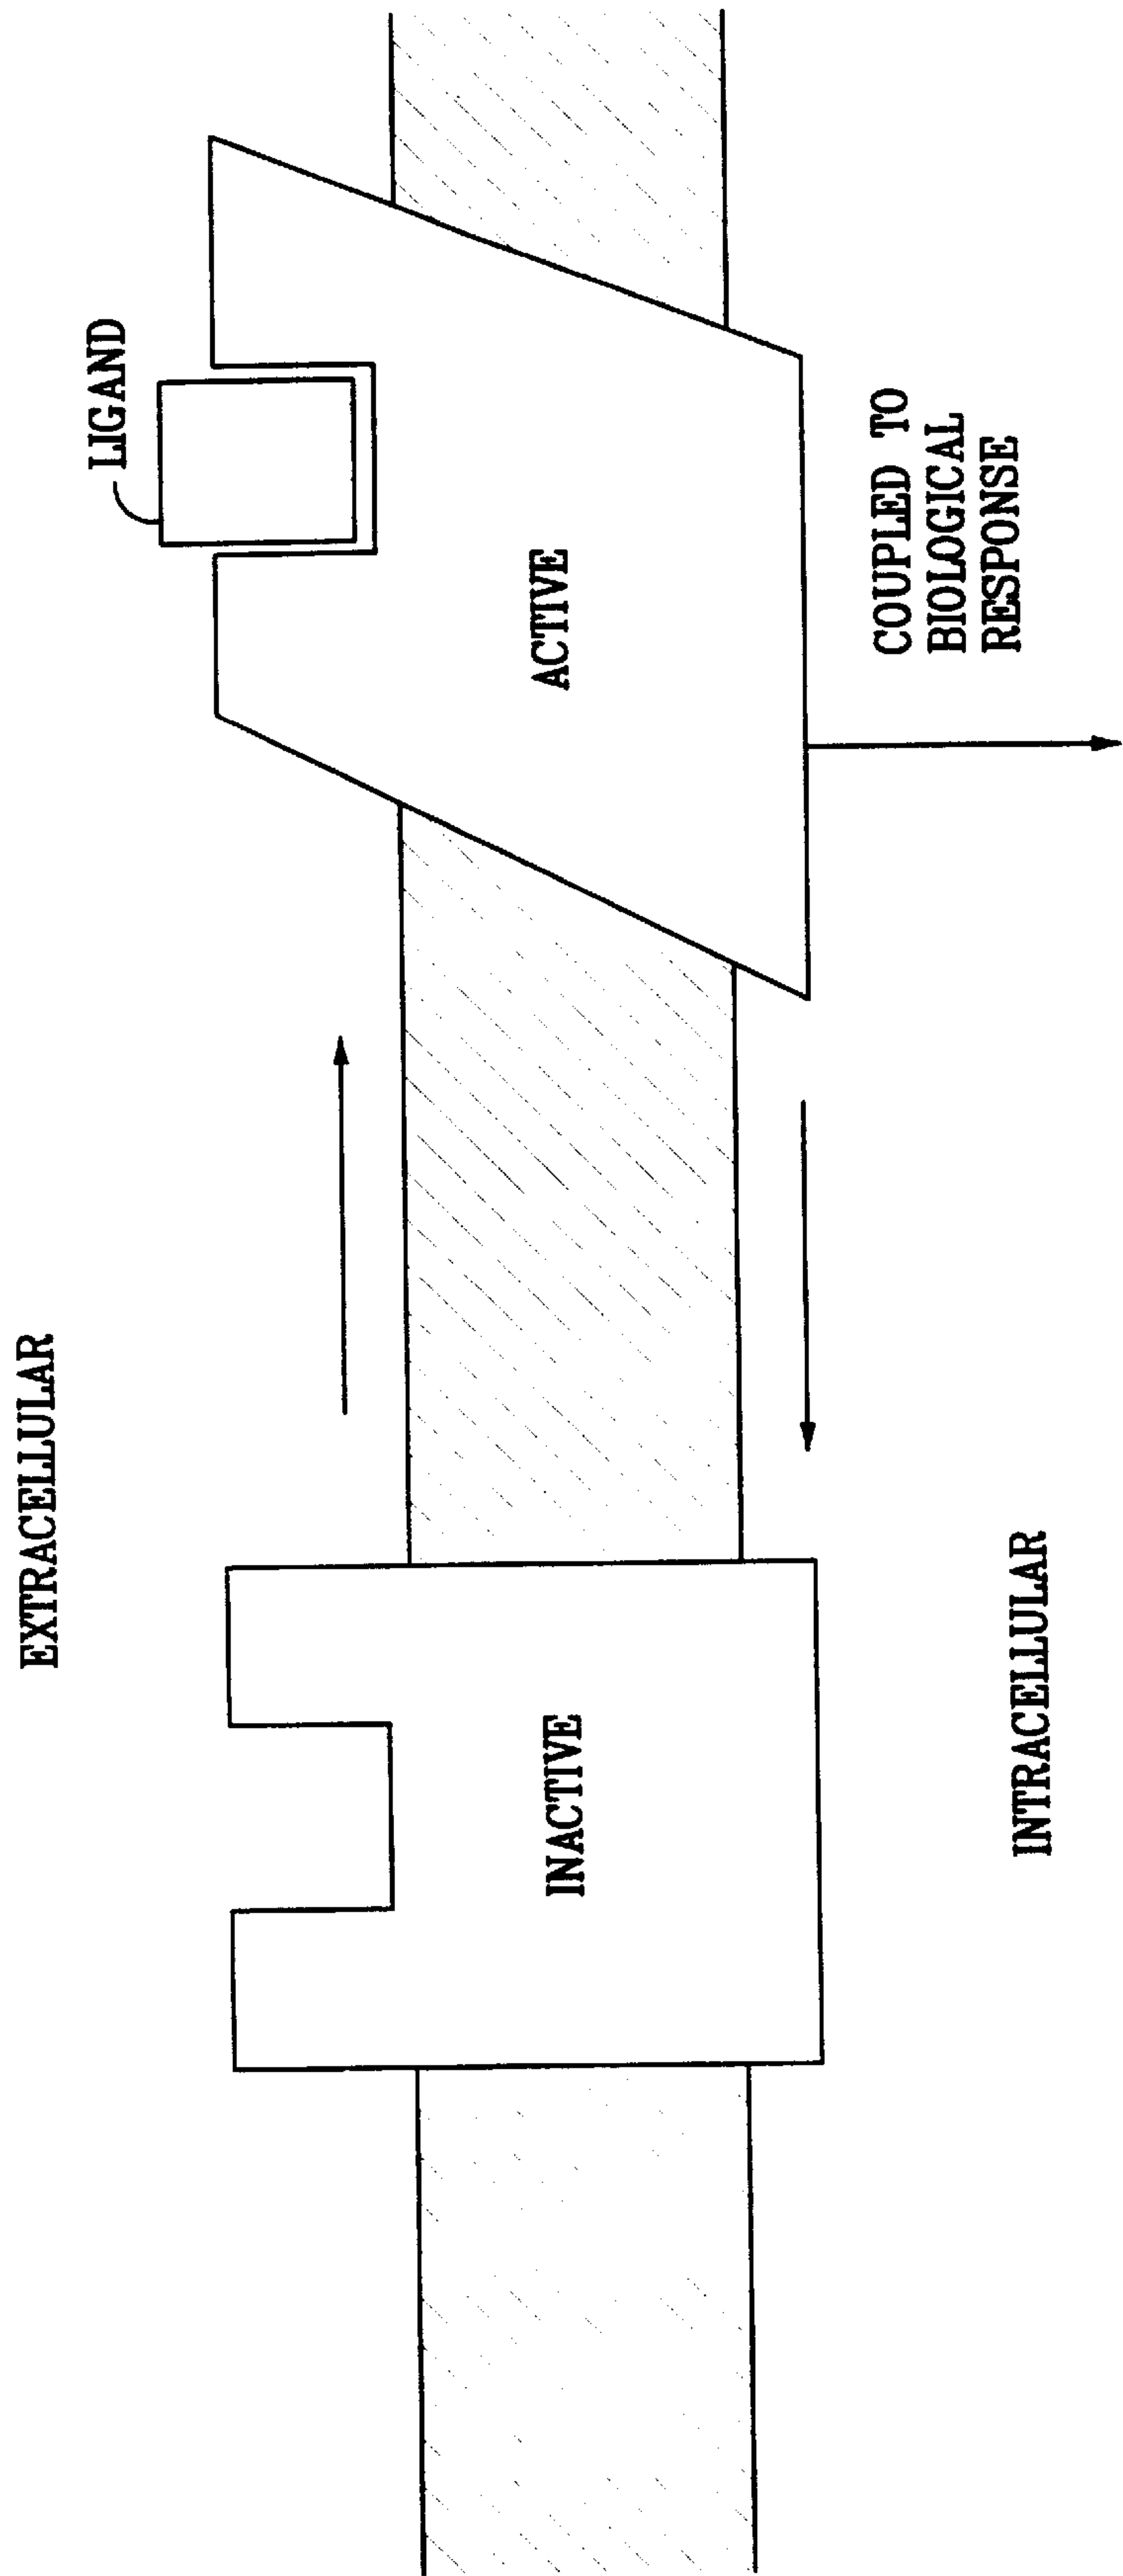 EXTRACELLULAR
LIGAND
INACTIVE
ACTIVE
INTRACELLULAR
COUPLED TO
BIOLOGICAL
RESPONSE